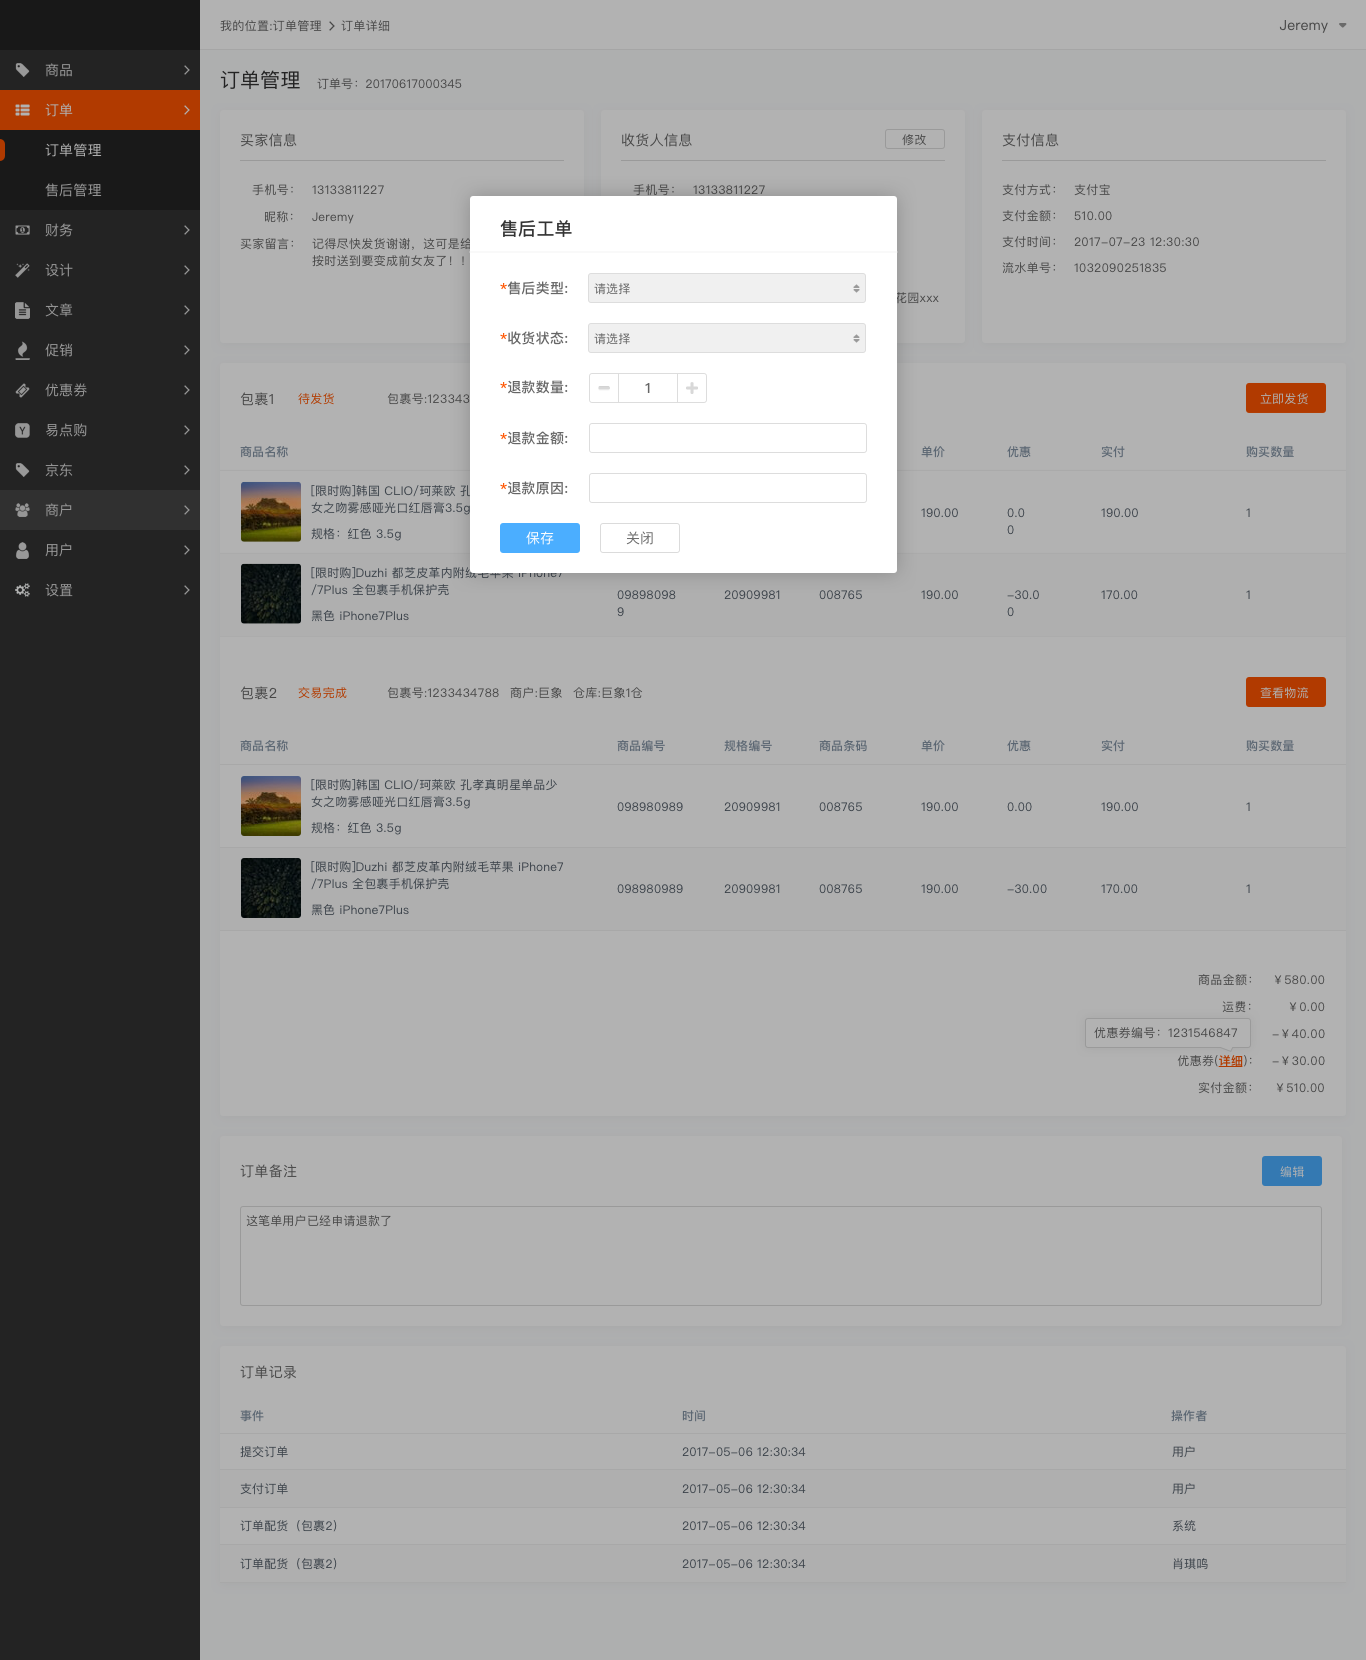 我的位置:订单管理 > 订单详细
Jeremy
商品
订单
订单管理
售后管理
财务
设计
文章
促销
优惠券
易点购
京东
商户
用户
设置
订单管理
订单号：20170617000345
买家信息
手机号： 13133811227
昵称： Jeremy
买家留言： 记得尽快发货谢谢，这可是给
按时送到要变成前女友了！！
收货人信息
修改
手机号： 13133811227
花园xxx
支付信息
支付方式： 支付宝
支付金额： 510.00
支付时间： 2017-07-23 12:30:30
流水单号： 1032090251835
售后工单
*售后类型: 请选择
*收货状态: 请选择
*退款数量: 1
*退款金额:
*退款原因:
保存
关闭
包裹1 待发货 包裹号:123343
立即发货
商品名称 单价 优惠 实付 购买数量
[限时购]韩国 CLIO/珂莱欧 孔
女之吻雾感哑光口红唇膏3.5g
规格：红色 3.5g
190.00 0.0
0 190.00 1
[限时购]Duzhi 都芝皮革内附绒毛苹果 iPhone7
/7Plus 全包裹手机保护壳
黑色 iPhone7Plus
09898098
9 20909981 008765 190.00 -30.0
0 170.00 1
包裹2 交易完成 包裹号:1233434788 商户:巨象 仓库:巨象1仓
查看物流
商品名称 商品编号 规格编号 商品条码 单价 优惠 实付 购买数量
[限时购]韩国 CLIO/珂莱欧 孔孝真明星单品少
女之吻雾感哑光口红唇膏3.5g
规格：红色 3.5g
098980989 20909981 008765 190.00 0.00 190.00 1
[限时购]Duzhi 都芝皮革内附绒毛苹果 iPhone7
/7Plus 全包裹手机保护壳
黑色 iPhone7Plus
098980989 20909981 008765 190.00 -30.00 170.00 1
商品金额： ¥580.00
运费： ¥0.00
优惠券编号：1231546847
-¥40.00
优惠券(详细)： -¥30.00
实付金额： ¥510.00
订单备注
编辑
这笔单用户已经申请退款了
订单记录
事件 时间 操作者
提交订单 2017-05-06 12:30:34 用户
支付订单 2017-05-06 12:30:34 用户
订单配货（包裹2） 2017-05-06 12:30:34 系统
订单配货（包裹2） 2017-05-06 12:30:34 肖琪鸣